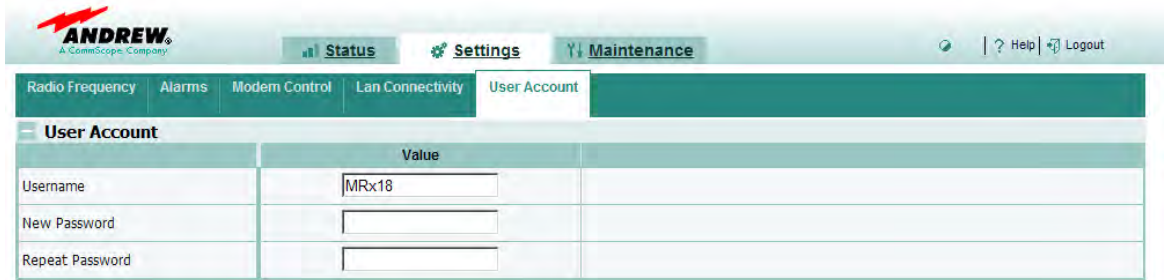 ANDREW®
A CommScope Company
Status
Settings
Maintenance
? Help
Logout
Radio Frequency
Alarms
Modem Control
Lan Connectivity
User Account
User Account
Value
Username
MRx18
New Password
Repeat Password